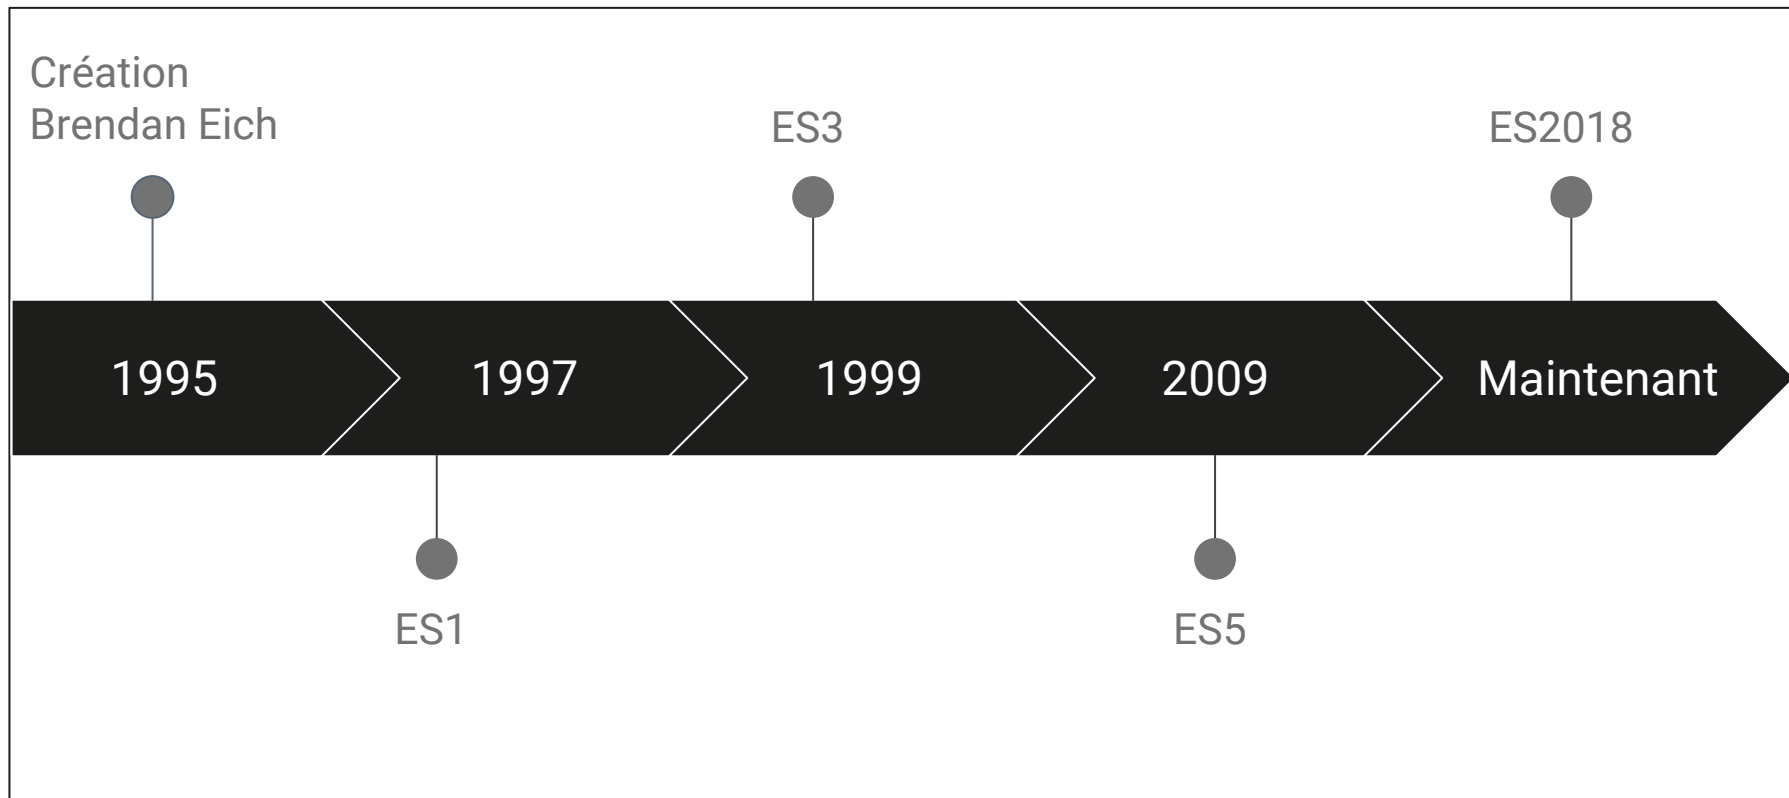 Création
Brendan Eich
ES3
ES2018
1995
1997
1999
2009
Maintenant
ES1
ES5